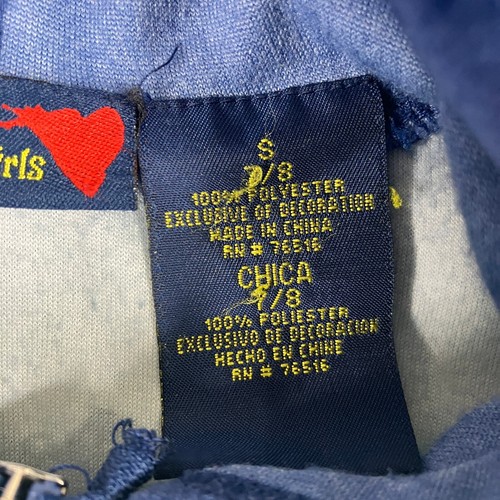 rls
S
7/8
100% POLYESTER
EXCLUSIVE OF DECORATION
MADE IN CHINA
RN # 76516
CHICA
7/8
100% POLIESTER
EXCLUSIVO DE DECORACION
HECHO EN CHINE
RN # 76516